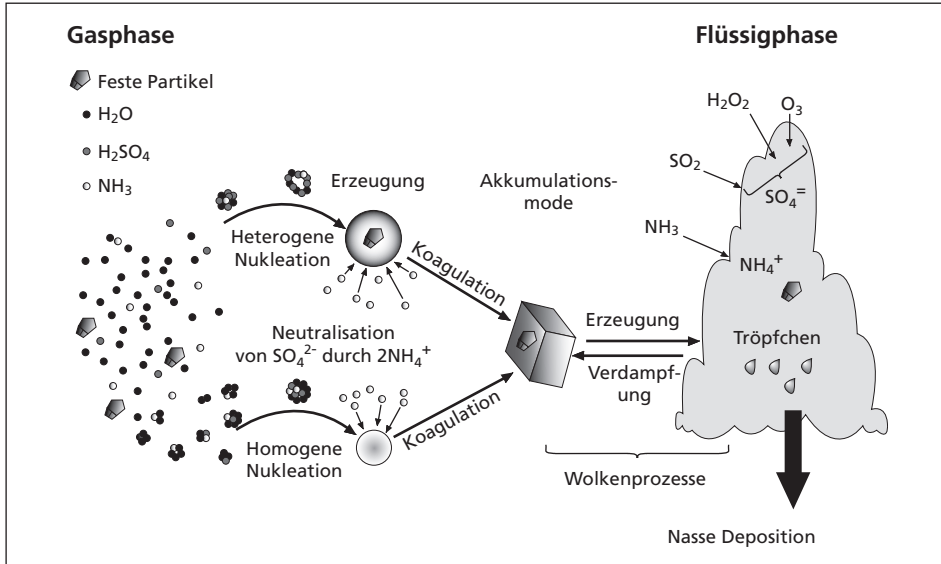 Gasphase
Feste Partikel
H₂O
H₂SO₄
NH₃
Erzeugung
Heterogene
Nukleation
Neutralisation
von SO₄²⁻ durch 2NH₄⁺
Homogene
Nukleation
Koagulation
Koagulation
Akkumulations-
mode
Erzeugung
Verdampf-
ung
Wolkenprozesse
Flüssigphase
H₂O₂
O₃
SO₂
SO₄⁼
NH₃
NH₄⁺
Tröpfchen
Nasse Deposition